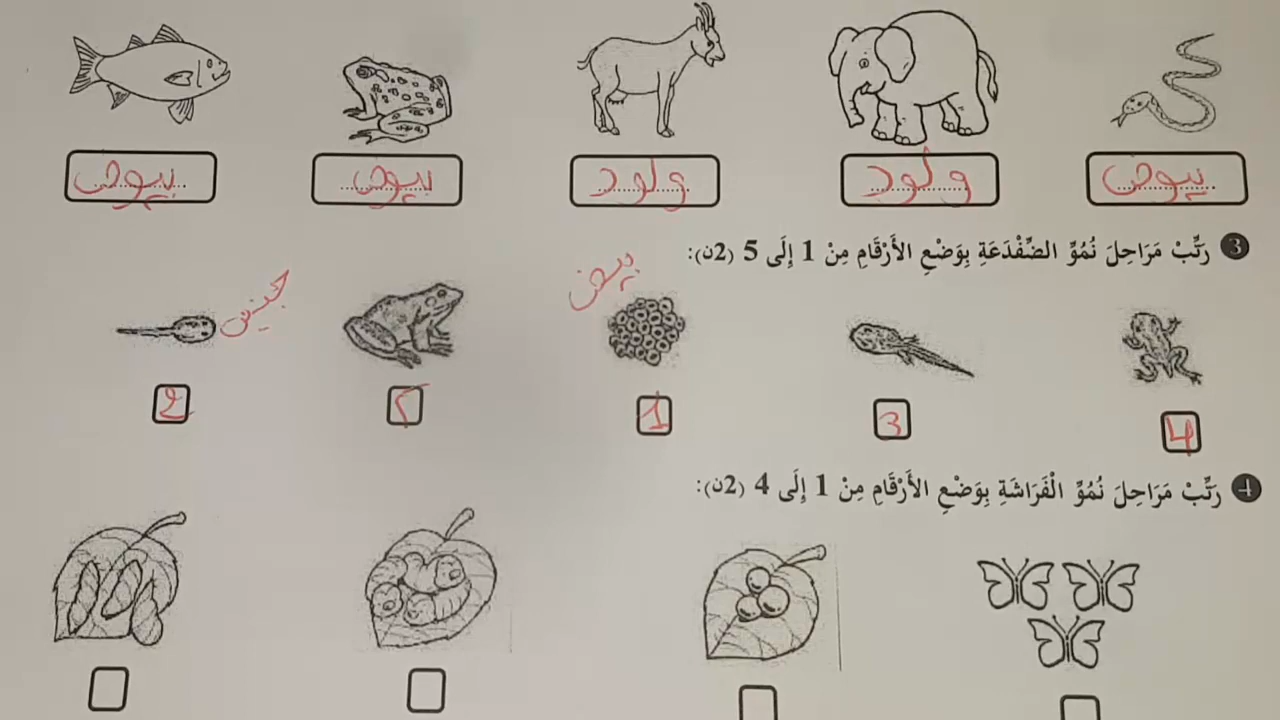 بيوض ولود ولود بيوض بيوض
3 رَتِّبْ مَرَاحِلَ نُمُوِّ الضِّفْدَعَةِ بِوَضْعِ الأَرْقَامِ مِنْ 1 إِلَى 5 (2ن):
بيض جنين
4 3 1 5 2
4 رَتِّبْ مَرَاحِلَ نُمُوِّ الْفَرَاشَةِ بِوَضْعِ الأَرْقَامِ مِنْ 1 إِلَى 4 (2ن):